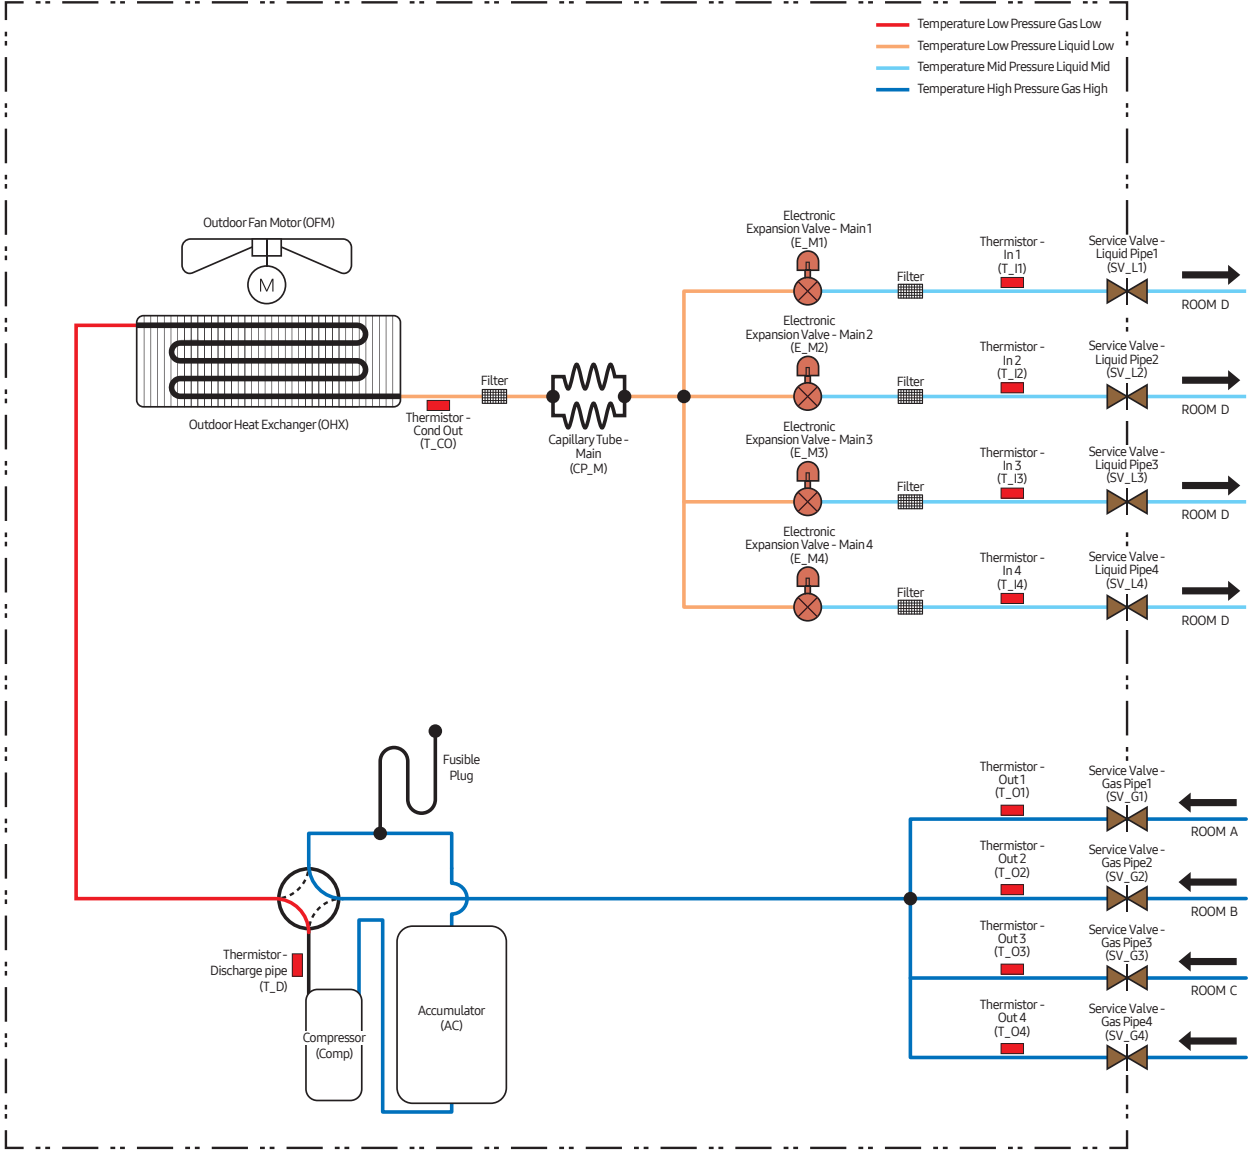 Temperature Low Pressure Gas Low
Temperature Low Pressure Liquid Low
Temperature Mid Pressure Liquid Mid
Temperature High Pressure Gas High
Outdoor Fan Motor (OFM)
M
Outdoor Heat Exchanger (OHX)
Thermistor -
Cond Out
(T_CO)
Filter
Capillary Tube -
Main
(CP_M)
Electronic
Expansion Valve - Main 1
(E_M1)
Filter
Thermistor -
In 1
(T_I1)
Service Valve -
Liquid Pipe1
(SV_L1)
ROOM D
Electronic
Expansion Valve - Main 2
(E_M2)
Filter
Thermistor -
In 2
(T_I2)
Service Valve -
Liquid Pipe2
(SV_L2)
ROOM D
Electronic
Expansion Valve - Main 3
(E_M3)
Filter
Thermistor -
In 3
(T_I3)
Service Valve -
Liquid Pipe3
(SV_L3)
ROOM D
Electronic
Expansion Valve - Main 4
(E_M4)
Filter
Thermistor -
In 4
(T_I4)
Service Valve -
Liquid Pipe4
(SV_L4)
ROOM D
Fusible
Plug
Thermistor -
Discharge pipe
(T_D)
Compressor
(Comp)
Accumulator
(AC)
Thermistor -
Out 1
(T_O1)
Service Valve -
Gas Pipe1
(SV_G1)
ROOM A
Thermistor -
Out 2
(T_O2)
Service Valve -
Gas Pipe2
(SV_G2)
ROOM B
Thermistor -
Out 3
(T_O3)
Service Valve -
Gas Pipe3
(SV_G3)
ROOM C
Thermistor -
Out 4
(T_O4)
Service Valve -
Gas Pipe4
(SV_G4)